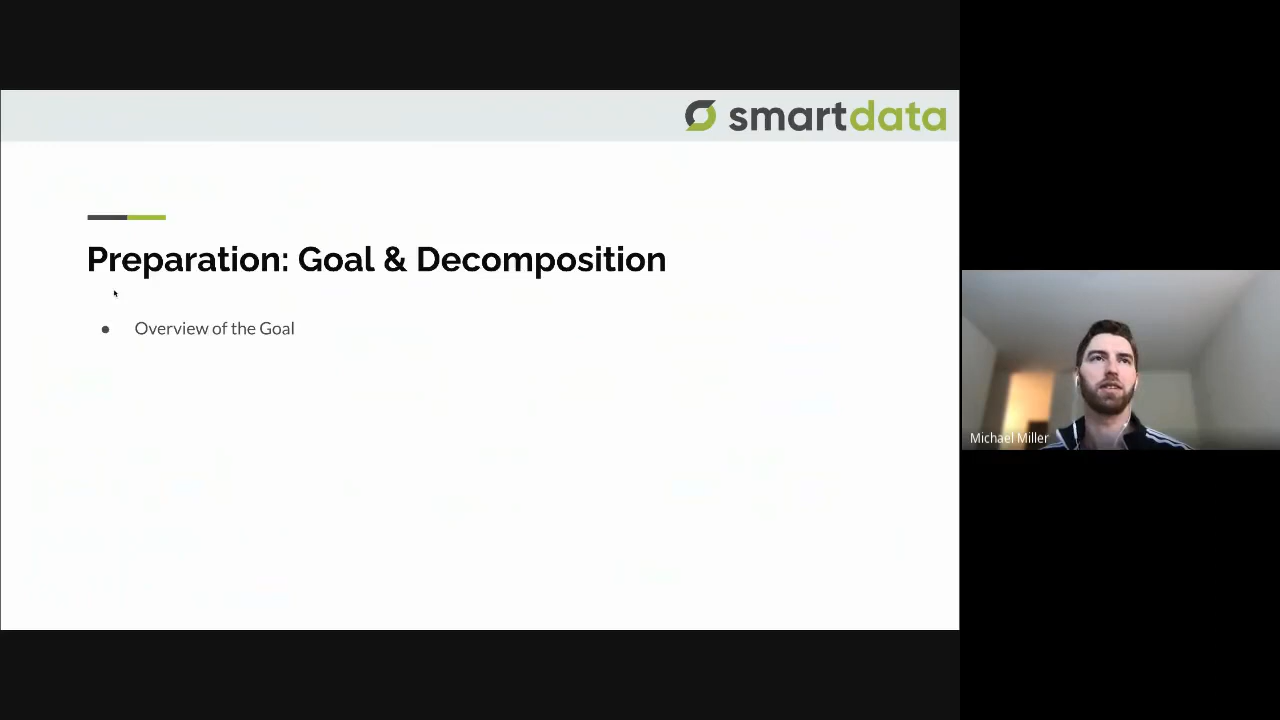 smartdata
Preparation: Goal & Decomposition
● Overview of the Goal
Michael Miller